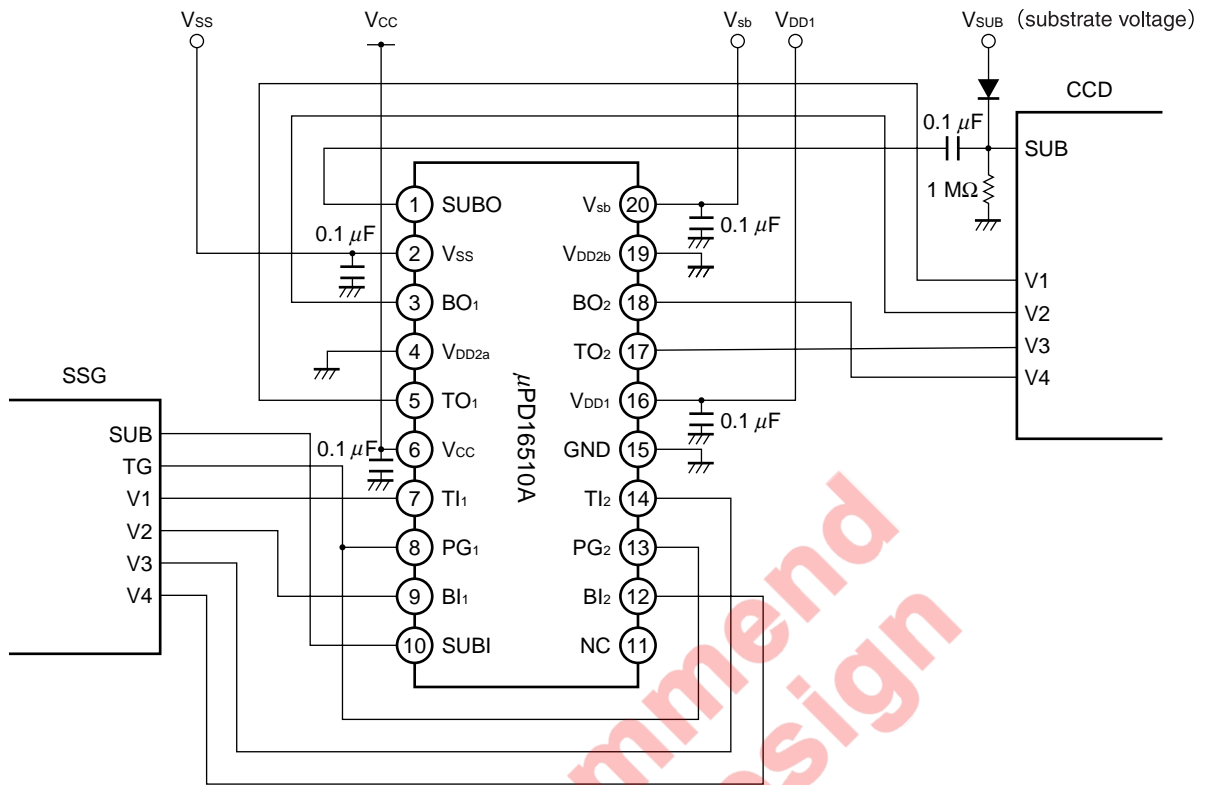 VSS
VCC
Vsb
VDD1
VSUB (substrate voltage)
CCD
0.1 μF
SUB
1 MΩ
V1
V2
V3
V4
μPD16510A
1 SUBO
0.1 μF
2 VSS
3 BO1
4 VDD2a
5 TO1
0.1 μF
6 VCC
7 TI1
8 PG1
9 BI1
10 SUBI
Vsb 20
0.1 μF
VDD2b 19
BO2 18
TO2 17
VDD1 16
0.1 μF
GND 15
TI2 14
PG2 13
BI2 12
NC 11
SSG
SUB
TG
V1
V2
V3
V4
mmend
esign